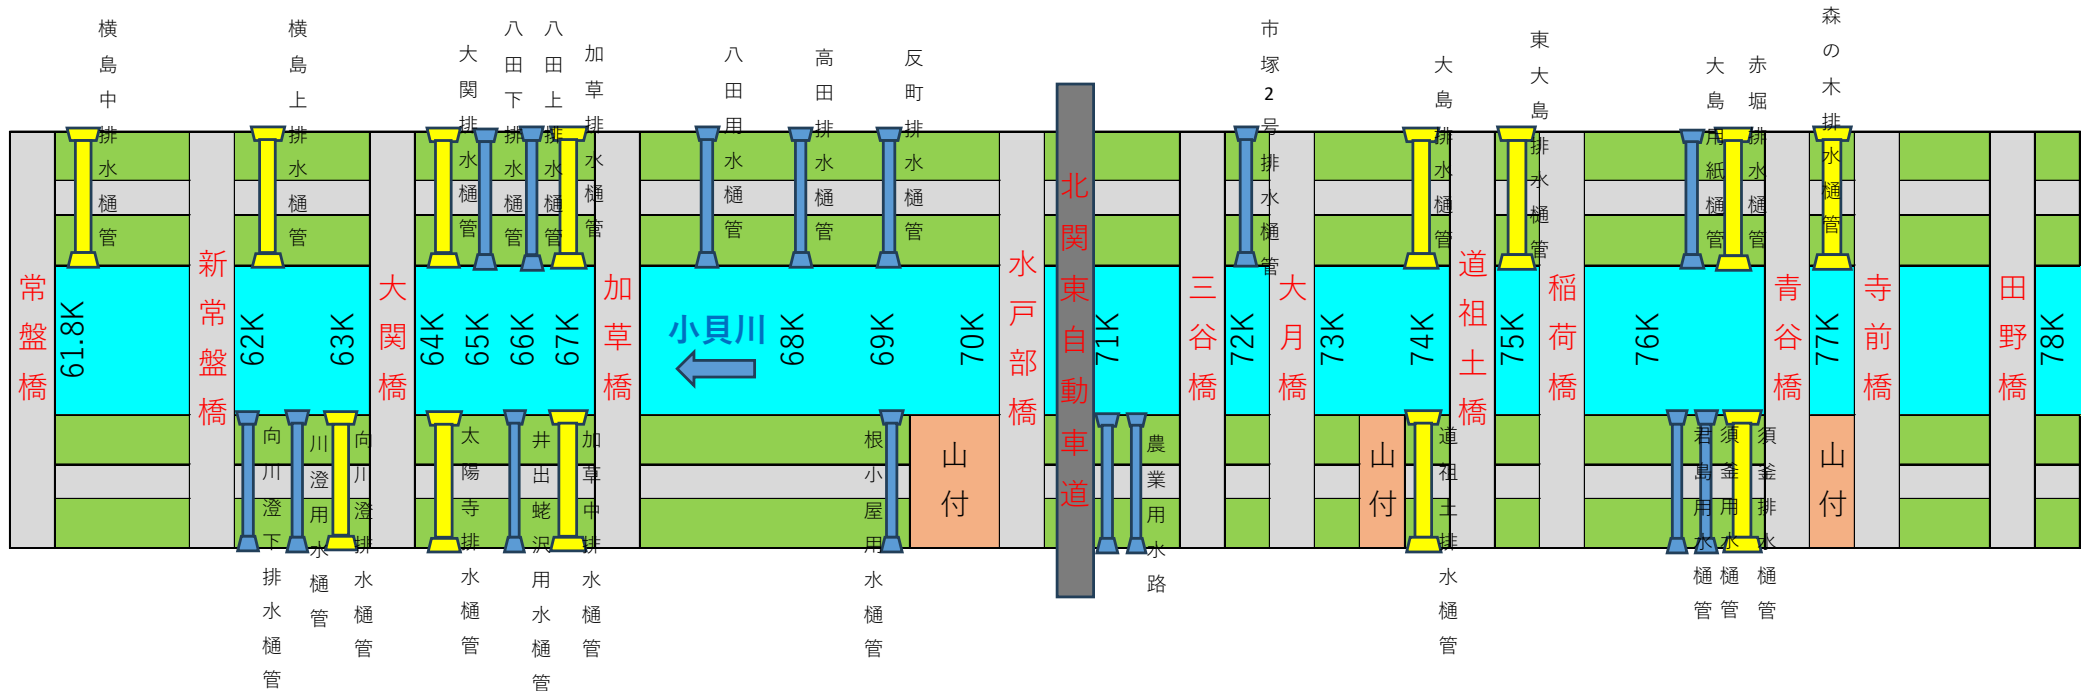 横島中排水樋管
横島上排水樋管
大関排水樋管
八田下排水樋管
八田上排水樋管
加草排水樋管
八田用水樋管
高田排水樋管
反町排水樋管
市塚2号排水樋管
大島排水樋管
東大島排水樋管
大島用紙樋管
赤堀排水樋管
森の木排水樋管
常盤橋
61.8K
新常盤橋
62K
63K
大関橋
64K
65K
66K
67K
加草橋
小貝川
68K
69K
70K
水戸部橋
北関東自動車道
71K
三谷橋
72K
大月橋
73K
74K
道祖土橋
75K
稲荷橋
76K
青谷橋
77K
寺前橋
田野橋
78K
向川澄下排水樋管
川澄用水樋管
向川澄排水樋管
太陽寺排水樋管
井出蛯沢用水樋管
加草中排水樋管
根小屋用水樋管
山付
農業用水路
山付
道祖土排水樋管
君島用水樋管
須釜用水樋管
須釜排水樋管
山付